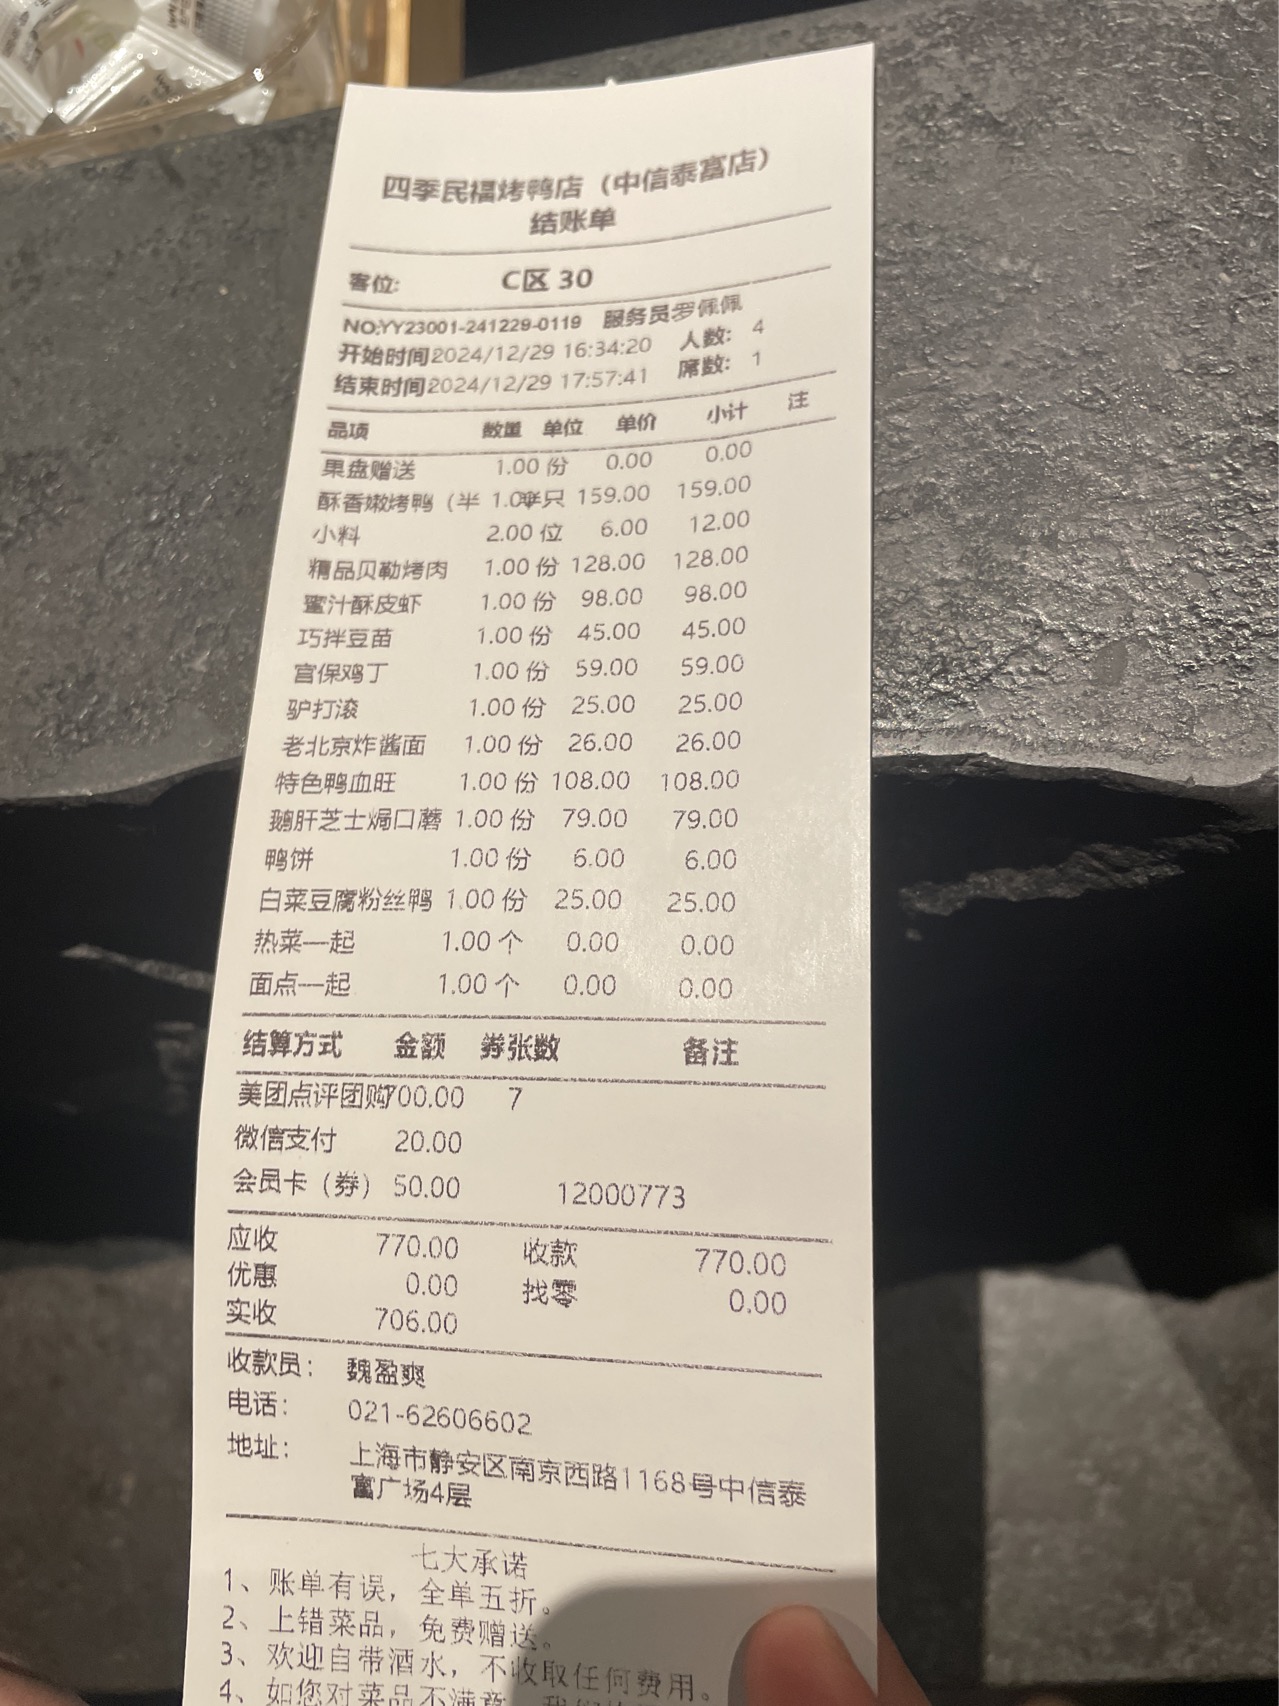 四季民福烤鸭店（中信泰富店）
结账单
客位: C区 30
NO:YY23001-241229-0119 服务员罗佩佩
开始时间2024/12/29 16:34:20 人数: 4
结束时间2024/12/29 17:57:41 席数: 1
品项 数量 单位 单价 小计 注
果盘赠送 1.00 份 0.00 0.00
酥香嫩烤鸭（半 1.00半只 159.00 159.00
小料 2.00 位 6.00 12.00
精品贝勒烤肉 1.00 份 128.00 128.00
蜜汁酥皮虾 1.00 份 98.00 98.00
巧拌豆苗 1.00 份 45.00 45.00
宫保鸡丁 1.00 份 59.00 59.00
驴打滚 1.00 份 25.00 25.00
老北京炸酱面 1.00 份 26.00 26.00
特色鸭血旺 1.00 份 108.00 108.00
鹅肝芝士焗口蘑 1.00 份 79.00 79.00
鸭饼 1.00 份 6.00 6.00
白菜豆腐粉丝鸭 1.00 份 25.00 25.00
热菜一起 1.00 个 0.00 0.00
面点一起 1.00 个 0.00 0.00
结算方式 金额 券张数 备注
美团点评团购700.00 7
微信支付 20.00
会员卡（券） 50.00 12000773
应收 770.00 收款 770.00
优惠 0.00 找零 0.00
实收 706.00
收款员： 魏盈爽
电话： 021-62606602
地址： 上海市静安区南京西路1168号中信泰
富广场4层
七大承诺
1、账单有误，全单五折。
2、上错菜品，免费赠送。
3、欢迎自带酒水，不收取任何费用。
4、如您对菜品不满意